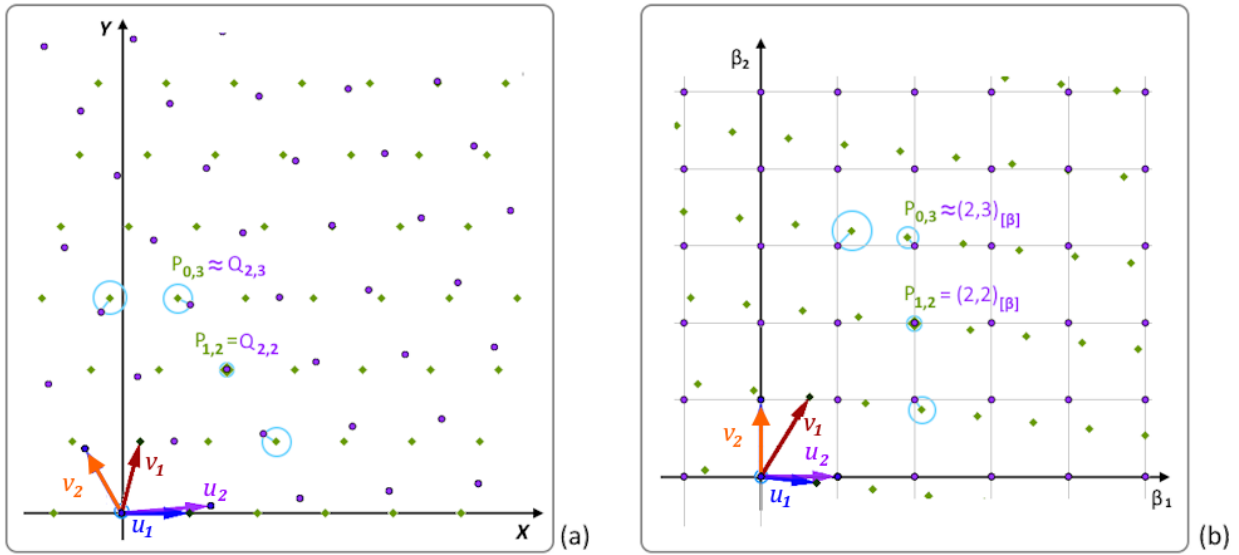 Y
P0,3≈Q2,3
P1,2=Q2,2
v1
v2
u2
u1
X
(a)
β2
P0,3≈(2,3)[β]
P1,2=(2,2)[β]
v1
v2
u2
u1
β1
(b)